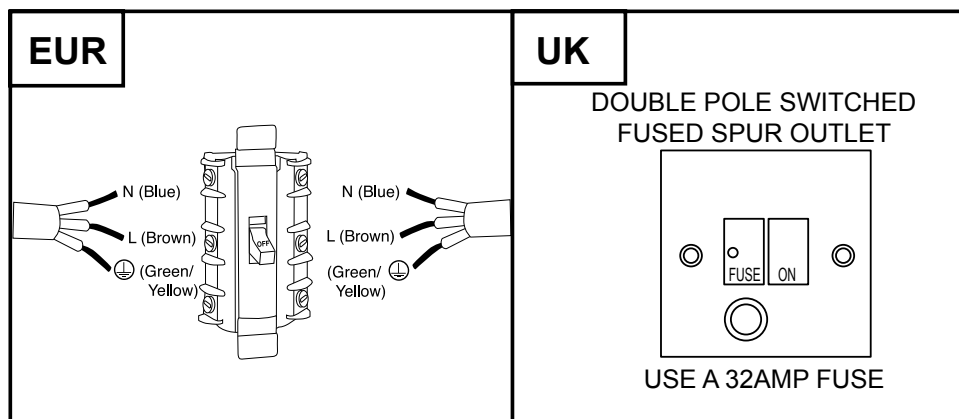 EUR
N (Blue)
L (Brown)
(Green/
Yellow)
OFF
N (Blue)
L (Brown)
(Green/
Yellow)
UK
DOUBLE POLE SWITCHED
FUSED SPUR OUTLET
FUSE
ON
USE A 32AMP FUSE